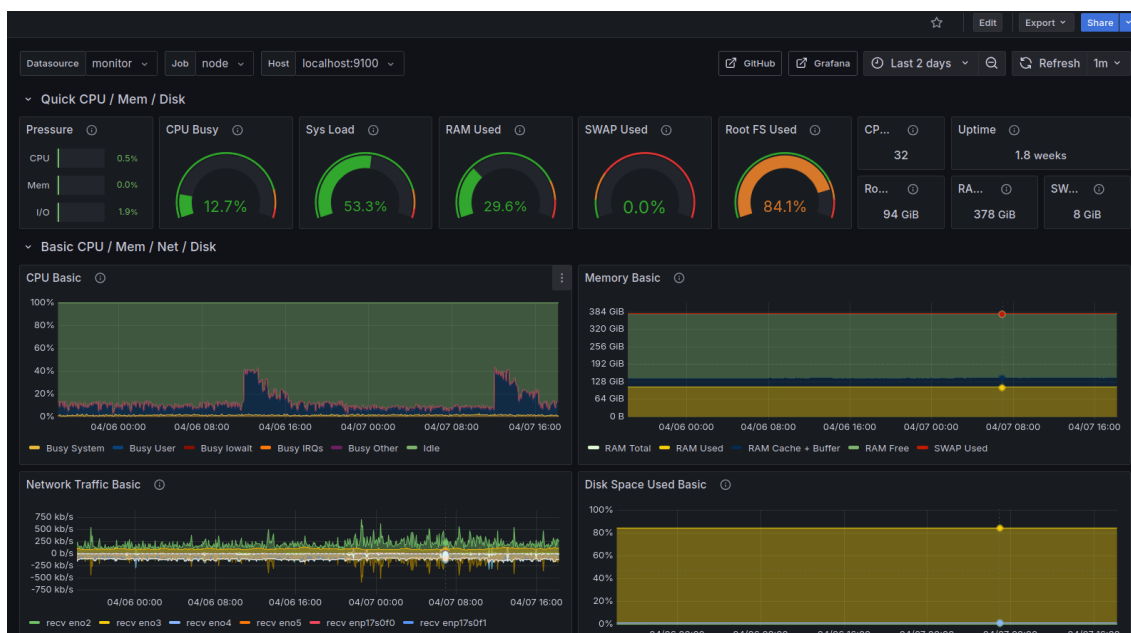 Edit Export Share
Datasource monitor Job node Host localhost:9100 GitHub Grafana Last 2 days Refresh 1m
Quick CPU / Mem / Disk
Pressure CPU Busy Sys Load RAM Used SWAP Used Root FS Used CP... Uptime
CPU 0.5%
Mem 0.0%
I/O 1.9%
12.7% 53.3% 29.6% 0.0% 84.1%
32 1.8 weeks
Ro... RA... SW...
94 GiB 378 GiB 8 GiB
Basic CPU / Mem / Net / Disk
CPU Basic
100%
80%
60%
40%
20%
0%
04/06 00:00 04/06 08:00 04/06 16:00 04/07 00:00 04/07 08:00 04/07 16:00
Busy System Busy User Busy Iowait Busy IRQs Busy Other Idle
Memory Basic
384 GiB
320 GiB
256 GiB
192 GiB
128 GiB
64 GiB
0 B
04/06 00:00 04/06 08:00 04/06 16:00 04/07 00:00 04/07 08:00 04/07 16:00
RAM Total RAM Used RAM Cache + Buffer RAM Free SWAP Used
Network Traffic Basic
750 kb/s
500 kb/s
250 kb/s
0 b/s
-250 kb/s
-500 kb/s
-750 kb/s
04/06 00:00 04/06 08:00 04/06 16:00 04/07 00:00 04/07 08:00 04/07 16:00
recv eno2 recv eno3 recv eno4 recv eno5 recv enp17s0f0 recv enp17s0f1
Disk Space Used Basic
100%
80%
60%
40%
20%
0%